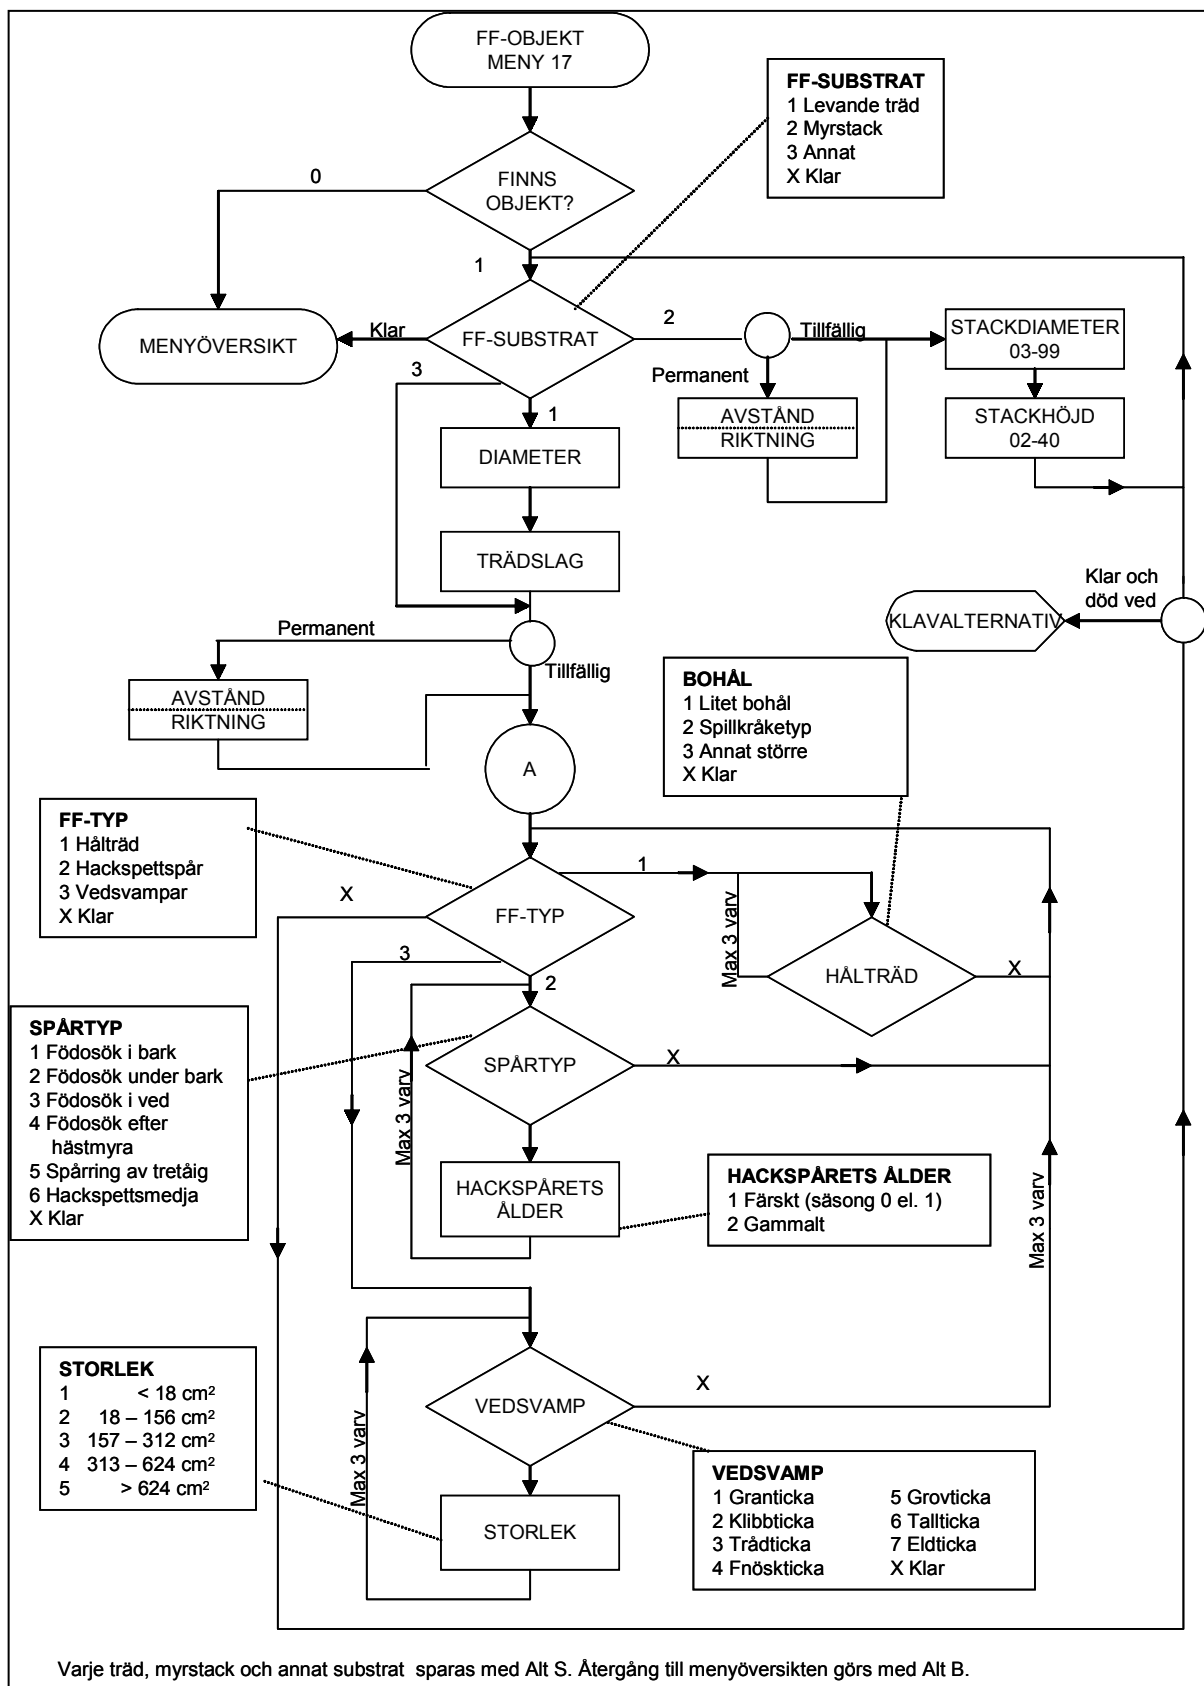 FF-OBJEKT
MENY 17
FF-SUBSTRAT
1 Levande träd
2 Myrstack
3 Annat
X Klar
0
FINNS
OBJEKT?
1
MENYÖVERSIKT
Klar
FF-SUBSTRAT
2
Tillfällig
STACKDIAMETER
03-99
3
Permanent
1
AVSTÅND
RIKTNING
STACKHÖJD
02-40
DIAMETER
TRÄDSLAG
Klar och
död ved
KLAVALTERNATIV
Permanent
Tillfällig
AVSTÅND
RIKTNING
BOHÅL
1 Litet bohål
2 Spillkråketyp
3 Annat större
X Klar
A
FF-TYP
1 Hålträd
2 Hackspettspår
3 Vedsvampar
X Klar
X
FF-TYP
1
Max 3 varv
HÅLTRÄD
X
3
2
SPÅRTYP
1 Födosök i bark
2 Födosök under bark
3 Födosök i ved
4 Födosök efter
hästmyra
5 Spårring av tretåig
6 Hackspettsmedja
X Klar
SPÅRTYP
X
Max 3 varv
HACKSPÅRETS
ÅLDER
HACKSPÅRETS ÅLDER
1 Färskt (säsong 0 el. 1)
2 Gammalt
Max 3 varv
STORLEK
1 < 18 cm²
2 18 – 156 cm²
3 157 – 312 cm²
4 313 – 624 cm²
5 > 624 cm²
VEDSVAMP
X
Max 3 varv
STORLEK
VEDSVAMP
1 Granticka 5 Grovticka
2 Klibbticka 6 Tallticka
3 Trådticka 7 Eldticka
4 Fnöskticka X Klar
Varje träd, myrstack och annat substrat sparas med Alt S. Återgång till menyöversikten görs med Alt B.